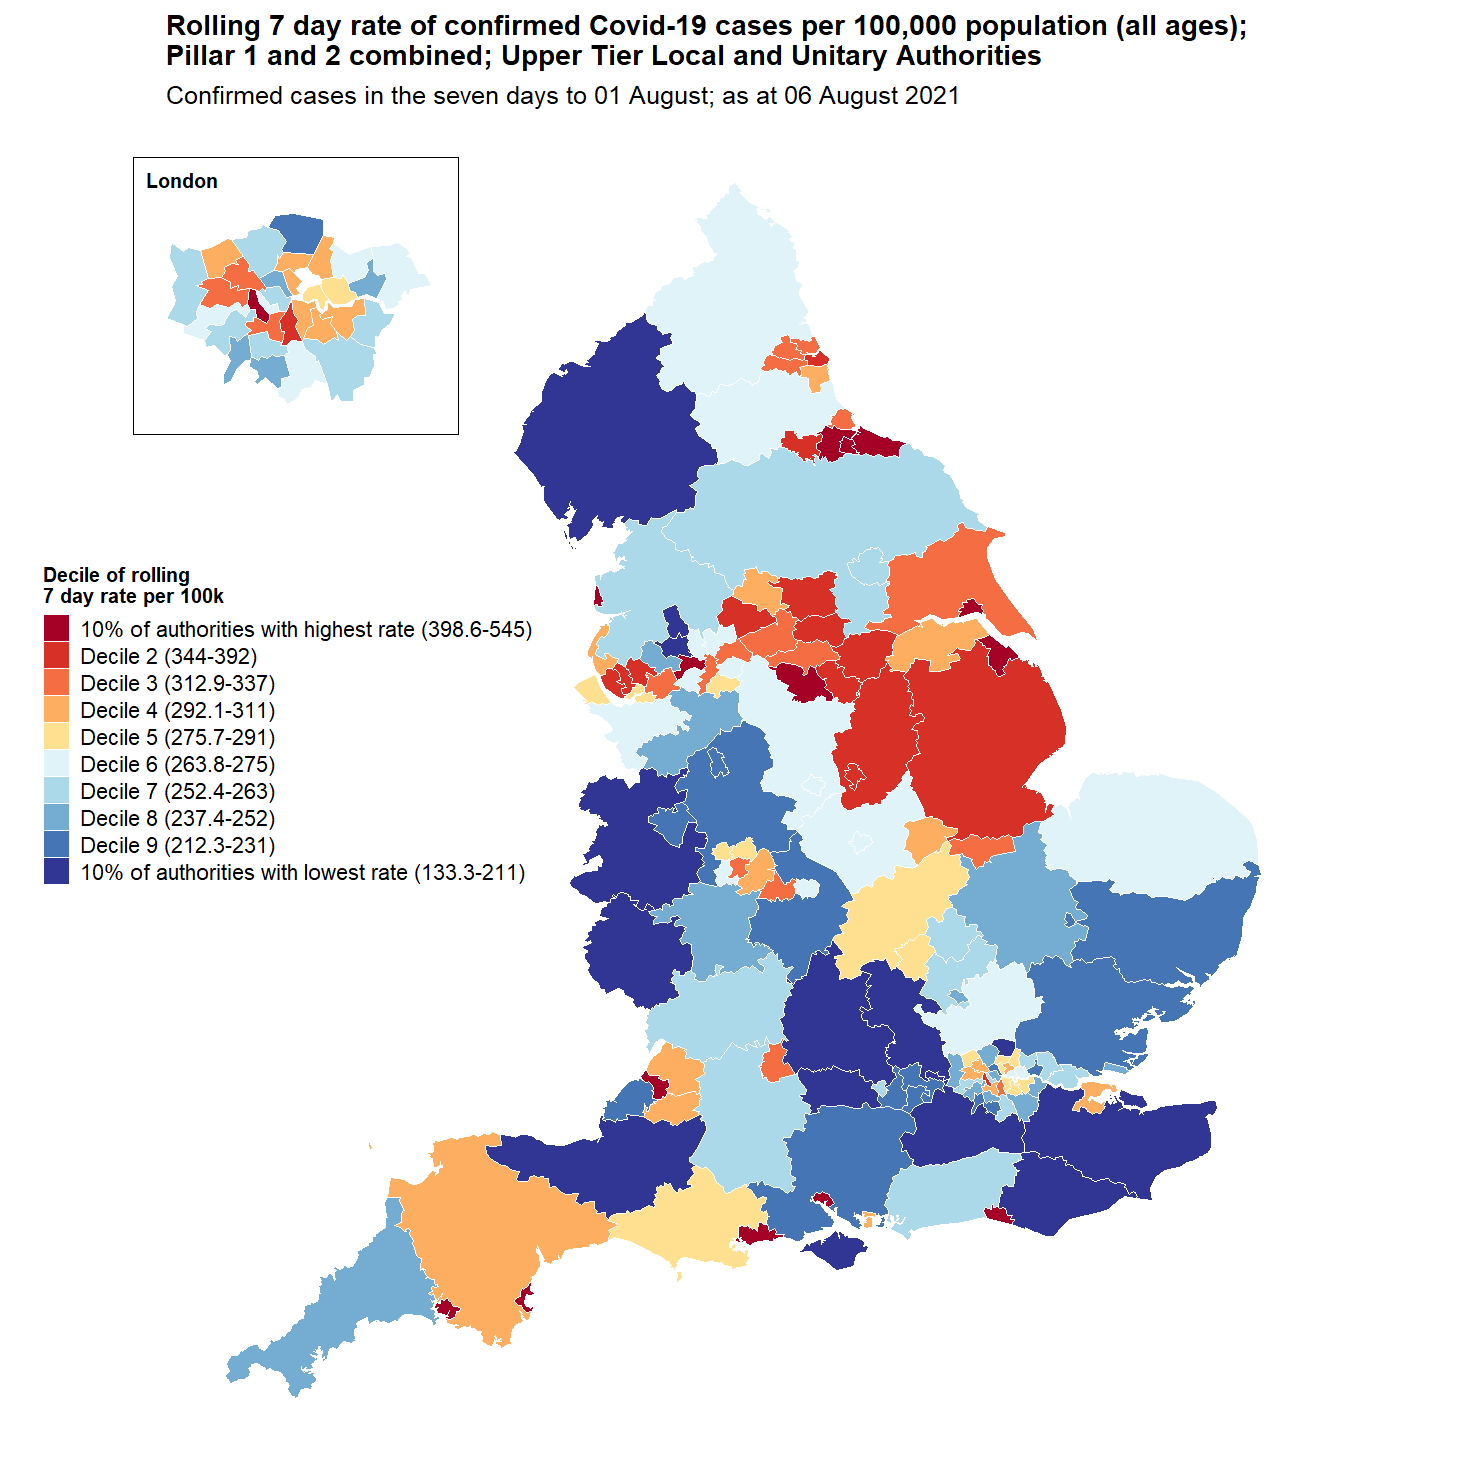 Rolling 7 day rate of confirmed Covid-19 cases per 100,000 population (all ages);
Pillar 1 and 2 combined; Upper Tier Local and Unitary Authorities
Confirmed cases in the seven days to 01 August; as at 06 August 2021
London
Decile of rolling
7 day rate per 100k
10% of authorities with highest rate (398.6-545)
Decile 2 (344-392)
Decile 3 (312.9-337)
Decile 4 (292.1-311)
Decile 5 (275.7-291)
Decile 6 (263.8-275)
Decile 7 (252.4-263)
Decile 8 (237.4-252)
Decile 9 (212.3-231)
10% of authorities with lowest rate (133.3-211)